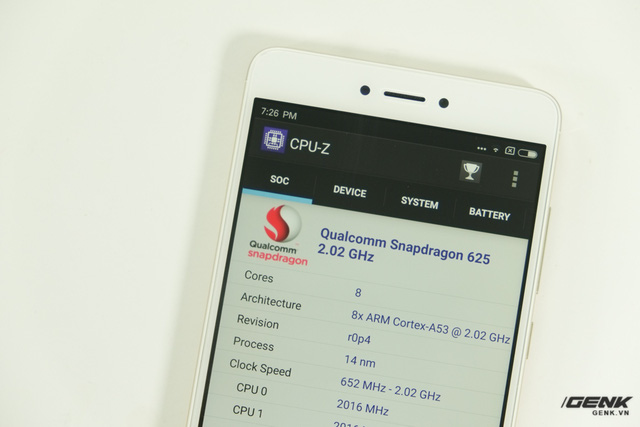 7:26 PM
CPU-Z
SOC DEVICE SYSTEM BATTERY
Qualcomm
snapdragon
Qualcomm Snapdragon 625
2.02 GHz
Cores 8
Architecture 8x ARM Cortex-A53 @ 2.02 GHz
Revision r0p4
Process 14 nm
Clock Speed 652 MHz - 2.02 GHz
CPU 0 2016 MHz
CPU 1
GENK
GENK.VN